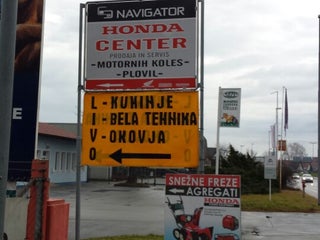 NAVIGATOR
HONDA
CENTER
PRODAJA IN SERVIS
-MOTORNIH KOLES-
-PLOVIL-
L - KUHINJE
I - BELA TEHNIKA
V - OKOVJA
O
SNEŽNE FREZE
AGREGATI
HONDA